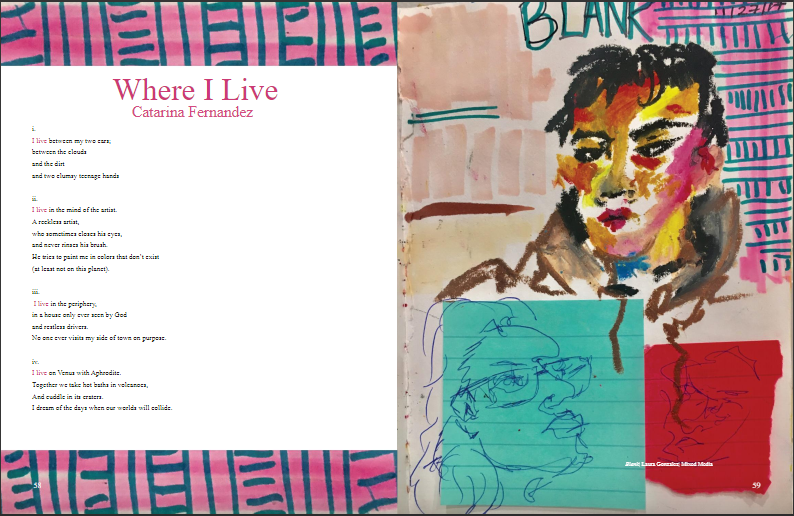 Where I Live
Catarina Fernandez
i.
I live between my two ears,
between the clouds
and the dirt
and two clumsy teenage hands
ii.
I live in the mind of the artist.
A reckless artist,
who sometimes closes his eyes,
and never rinses his brush.
He tries to paint me in colors that don't exist
(at least not on this planet).
iii.
I live in the periphery,
in a house only ever seen by God
and restless drivers.
No one ever visits my side of town on purpose.
iv.
I live on Venus with Aphrodite.
Together we take hot baths in volcanoes,
And cuddle in its craters.
I dream of the days when our worlds will collide.
58
BLANK
Blank| Laura Gonzalez| Mixed Media
59